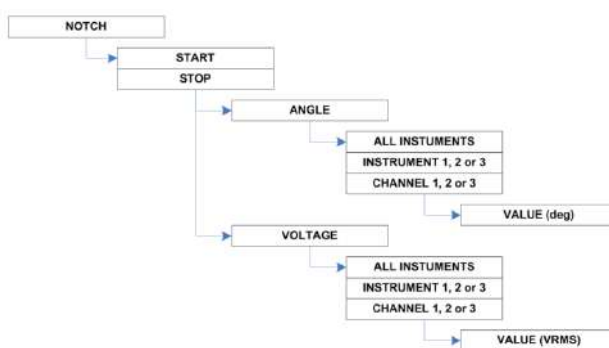 NOTCH
START
STOP
ANGLE
ALL INSTUMENTS
INSTRUMENT 1, 2 or 3
CHANNEL 1, 2 or 3
VALUE (deg)
VOLTAGE
ALL INSTUMENTS
INSTRUMENT 1, 2 or 3
CHANNEL 1, 2 or 3
VALUE (VRMS)